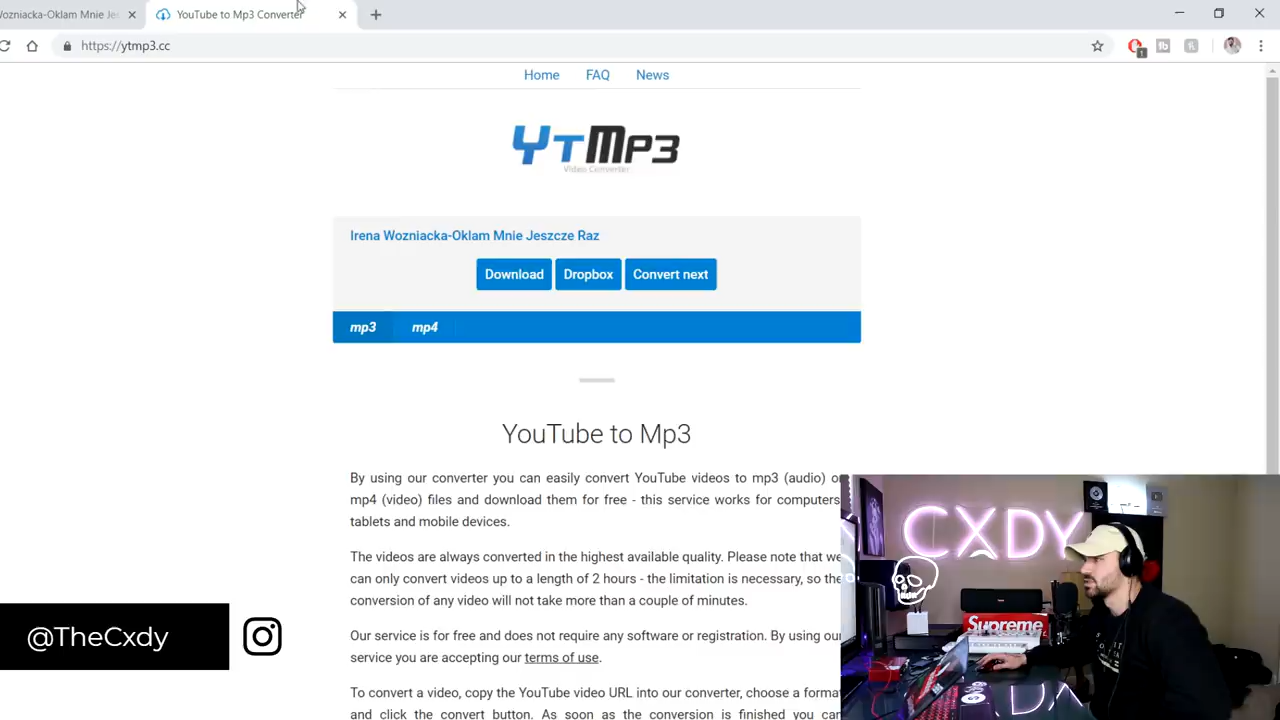 Wozniacka-Oklam Mnie Je
YouTube to Mp3 Converter
https://ytmp3.cc
Home FAQ News
YTMP3
Video Converter
Irena Wozniacka-Oklam Mnie Jeszcze Raz
Download Dropbox Convert next
mp3 mp4
YouTube to Mp3
By using our converter you can easily convert YouTube videos to mp3 (audio) or
mp4 (video) files and download them for free - this service works for computers,
tablets and mobile devices.
The videos are always converted in the highest available quality. Please note that we
can only convert videos up to a length of 2 hours - the limitation is necessary, so the
conversion of any video will not take more than a couple of minutes.
Our service is for free and does not require any software or registration. By using our
service you are accepting our terms of use.
To convert a video, copy the YouTube video URL into our converter, choose a format
and click the convert button. As soon as the conversion is finished you can
CXDY
Supreme
@TheCxdy